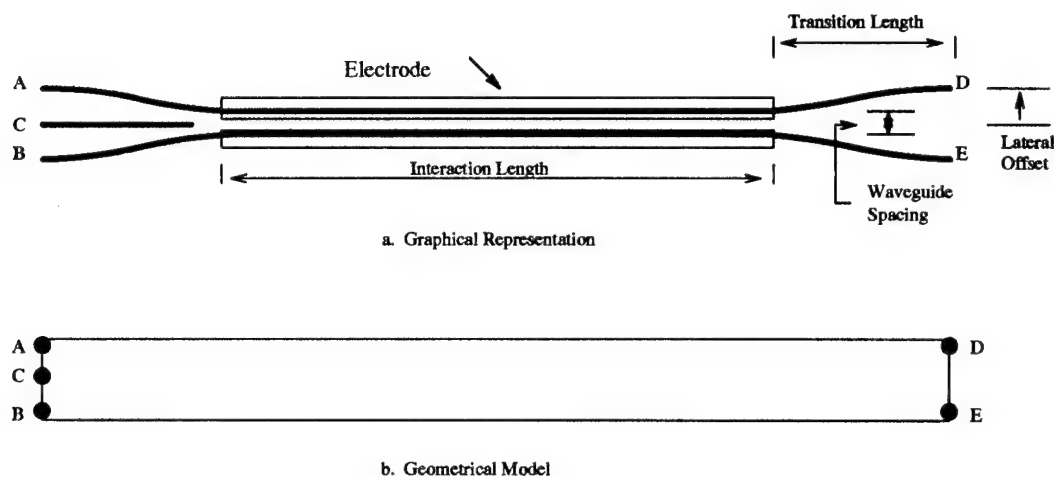 Transition Length
Electrode
A
D
C
B
E
Lateral
Offset
Interaction Length
Waveguide
Spacing
a. Graphical Representation
A
D
C
B
E
b. Geometrical Model